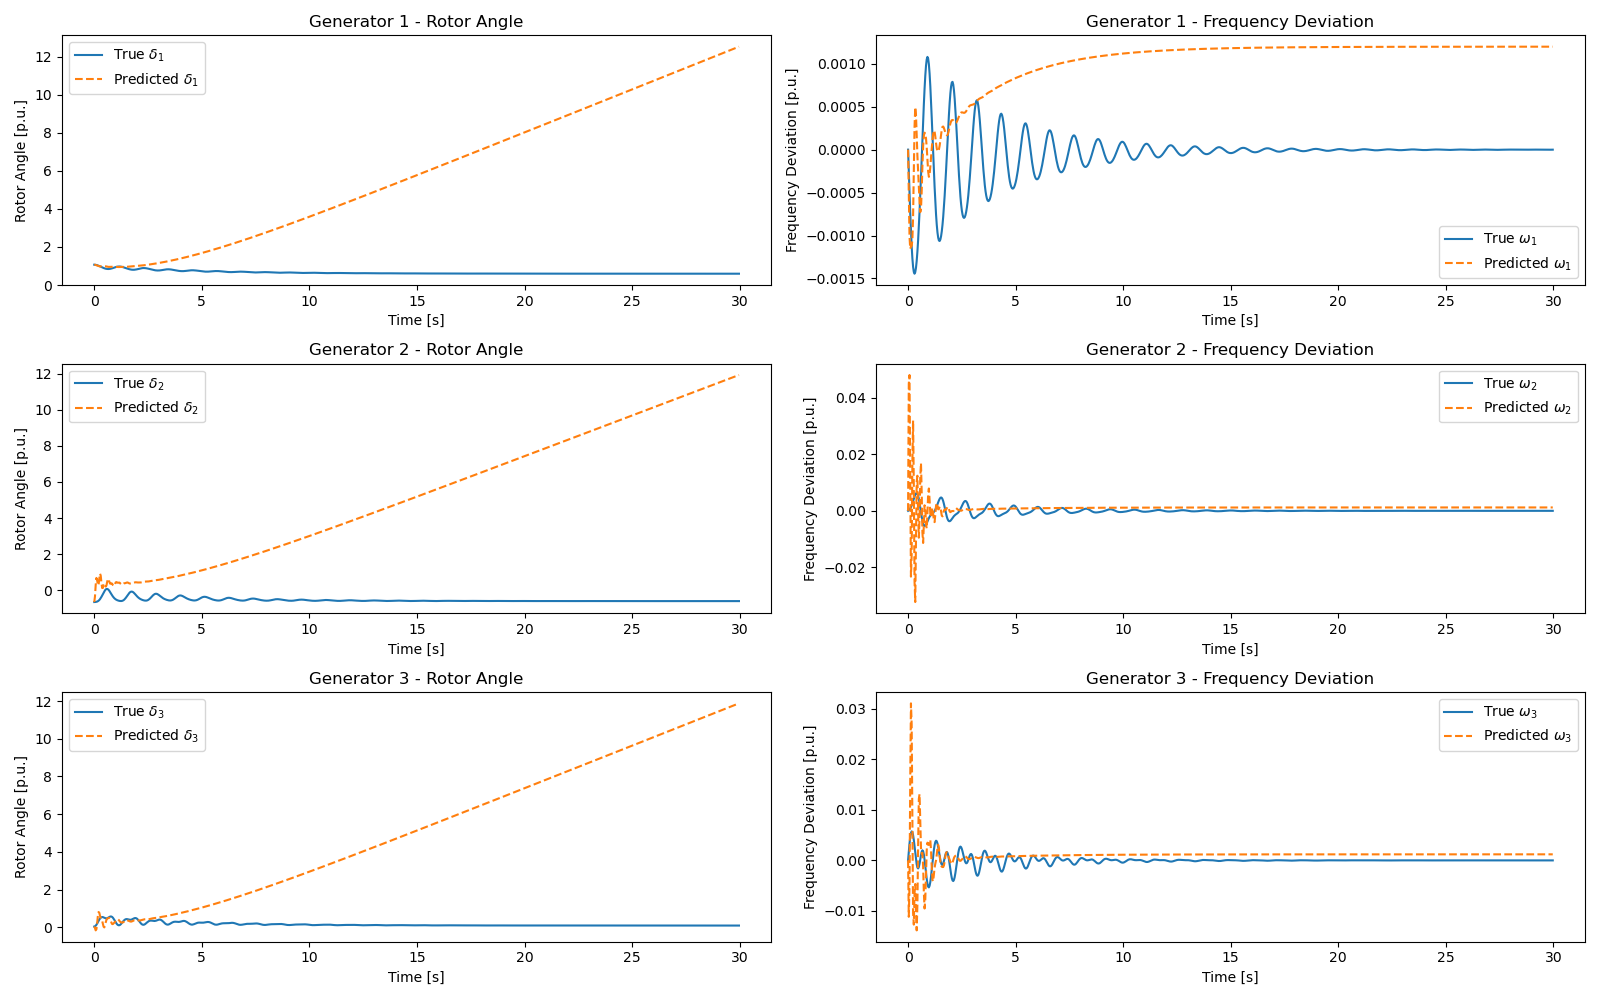 Generator 1 - Rotor Angle
Rotor Angle [p.u.]
12
10
8
6
4
2
0
True δ₁
Predicted δ₁
0 5 10 15 20 25 30
Time [s]
Generator 1 - Frequency Deviation
Frequency Deviation [p.u.]
0.0010
0.0005
0.0000
−0.0005
−0.0010
−0.0015
True ω₁
Predicted ω₁
0 5 10 15 20 25 30
Time [s]
Generator 2 - Rotor Angle
Rotor Angle [p.u.]
12
10
8
6
4
2
0
True δ₂
Predicted δ₂
0 5 10 15 20 25 30
Time [s]
Generator 2 - Frequency Deviation
Frequency Deviation [p.u.]
0.04
0.02
0.00
−0.02
True ω₂
Predicted ω₂
0 5 10 15 20 25 30
Time [s]
Generator 3 - Rotor Angle
Rotor Angle [p.u.]
12
10
8
6
4
2
0
True δ₃
Predicted δ₃
0 5 10 15 20 25 30
Time [s]
Generator 3 - Frequency Deviation
Frequency Deviation [p.u.]
0.03
0.02
0.01
0.00
−0.01
True ω₃
Predicted ω₃
0 5 10 15 20 25 30
Time [s]